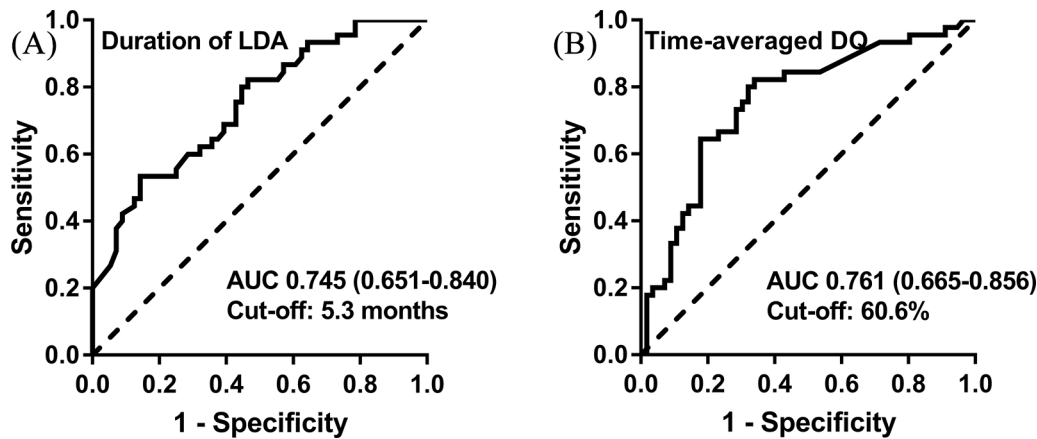 (A)
Duration of LDA
1.0
0.8
0.6
0.4
0.2
0.0
Sensitivity
AUC 0.745 (0.651-0.840)
Cut-off: 5.3 months
0.0 0.2 0.4 0.6 0.8 1.0
1 - Specificity
(B)
Time-averaged DQ
1.0
0.8
0.6
0.4
0.2
0.0
Sensitivity
AUC 0.761 (0.665-0.856)
Cut-off: 60.6%
0.0 0.2 0.4 0.6 0.8 1.0
1 - Specificity